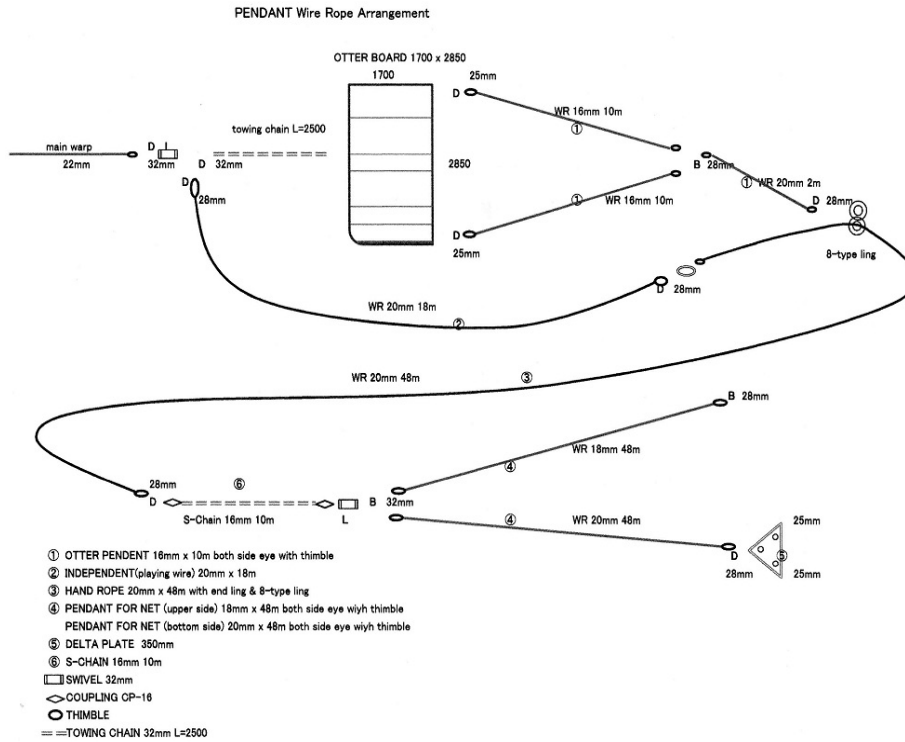 PENDANT Wire Rope Arrangement
OTTER BOARD 1700 x 2850
1700
25mm
D
WR 16mm 10m
①
towing chain L=2500
main warp
D
22mm
32mm
D
32mm
2850
B
28mm
① WR 20mm 2m
D
28mm
WR 16mm 10m
①
D
28mm
D
25mm
8-type ling
D
28mm
WR 20mm 18m
②
WR 20mm 48m
③
B
28mm
WR 18mm 48m
④
28mm
D
⑥
S-Chain 16mm 10m
L
B
32mm
④
WR 20mm 48m
25mm
D
⑤
28mm
25mm
① OTTER PENDENT 16mm x 10m both side eye with thimble
② INDEPENDENT(playing wire) 20mm x 18m
③ HAND ROPE 20mm x 48m with end ling & 8-type ling
④ PENDANT FOR NET (upper side) 18mm x 48m both side eye wiyh thimble
PENDANT FOR NET (bottom side) 20mm x 48m both side eye wiyh thimble
⑤ DELTA PLATE 350mm
⑥ S-CHAIN 16mm 10m
SWIVEL 32mm
COUPLING CP-16
THIMBLE
TOWING CHAIN 32mm L=2500